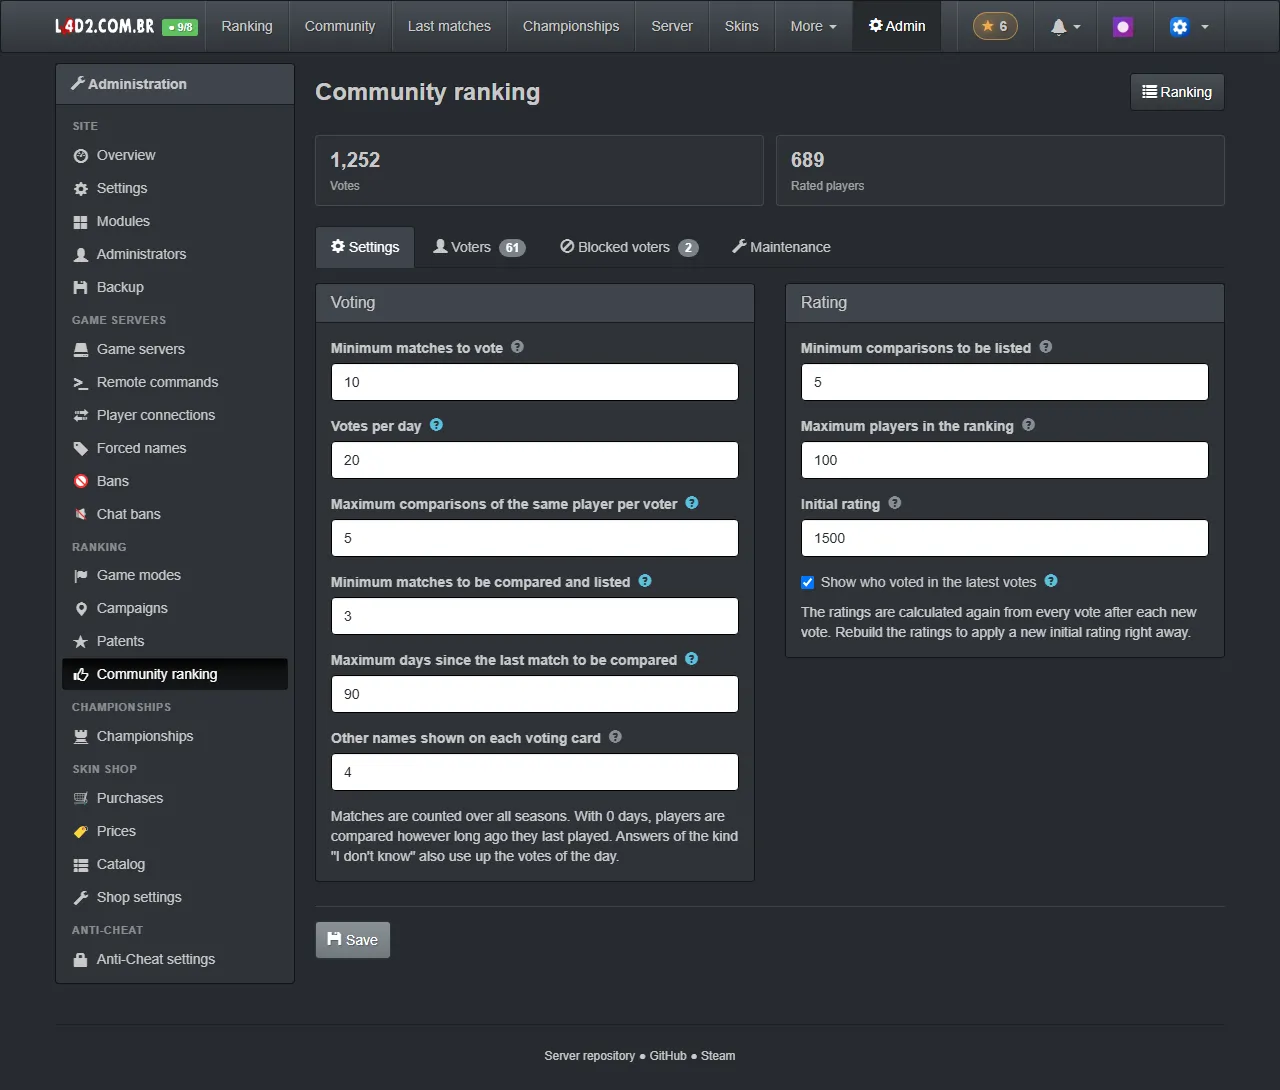 L4D2.COM.BR
9/8
Ranking
Community
Last matches
Championships
Server
Skins
More
Admin
6
Administration
SITE
Overview
Settings
Modules
Administrators
Backup
GAME SERVERS
Game servers
Remote commands
Player connections
Forced names
Bans
Chat bans
RANKING
Game modes
Campaigns
Patents
Community ranking
CHAMPIONSHIPS
Championships
SKIN SHOP
Purchases
Prices
Catalog
Shop settings
ANTI-CHEAT
Anti-Cheat settings
Community ranking
Ranking
1,252
Votes
689
Rated players
Settings
Voters 61
Blocked voters 2
Maintenance
Voting
Minimum matches to vote
10
Votes per day
20
Maximum comparisons of the same player per voter
5
Minimum matches to be compared and listed
3
Maximum days since the last match to be compared
90
Other names shown on each voting card
4
Matches are counted over all seasons. With 0 days, players are
compared however long ago they last played. Answers of the kind
"I don't know" also use up the votes of the day.
Rating
Minimum comparisons to be listed
5
Maximum players in the ranking
100
Initial rating
1500
Show who voted in the latest votes
The ratings are calculated again from every vote after each new
vote. Rebuild the ratings to apply a new initial rating right away.
Save
Server repository ● GitHub ● Steam